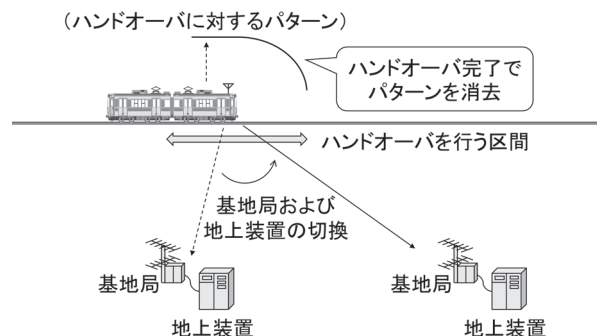 （ハンドオーバに対するパターン）
ハンドオーバ完了で
パターンを消去
ハンドオーバを行う区間
基地局および
地上装置の切換
基地局
地上装置
基地局
地上装置